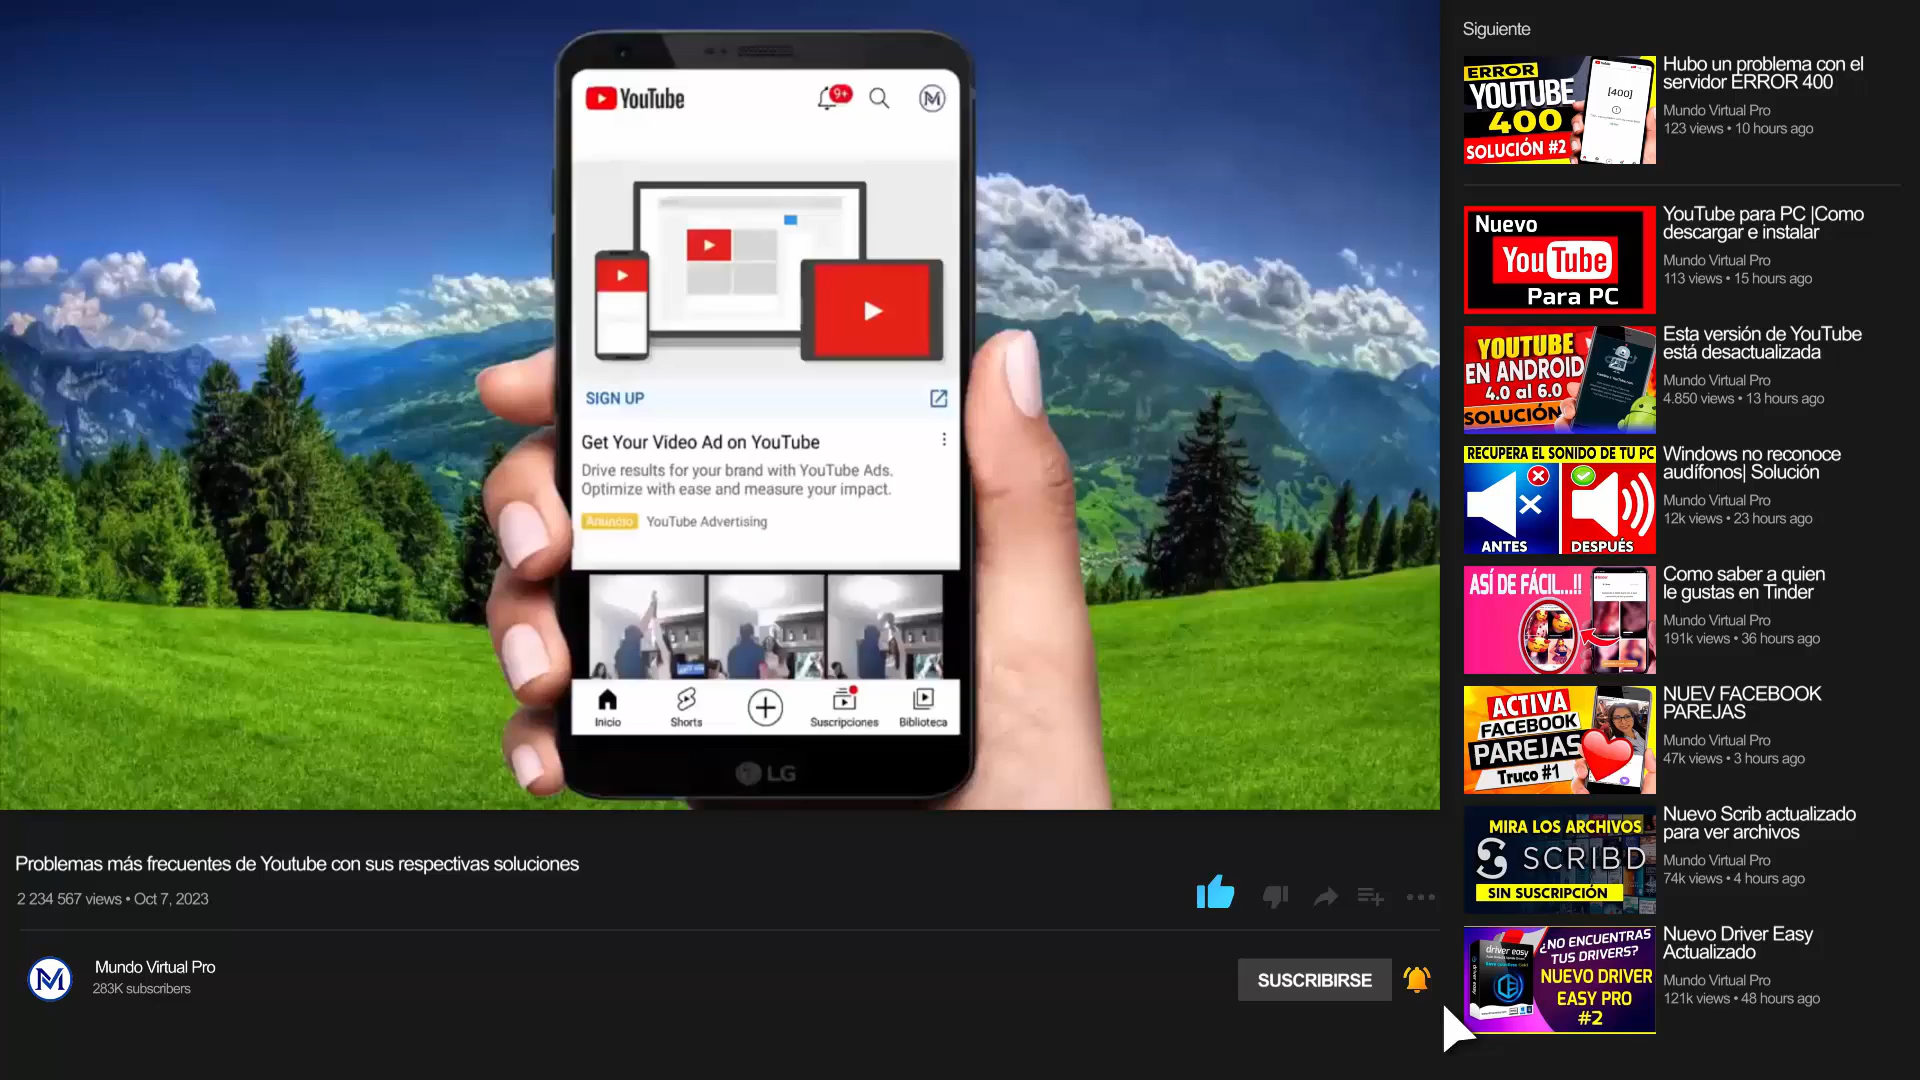 YouTube
9+
SIGN UP
Get Your Video Ad on YouTube
Drive results for your brand with YouTube Ads.
Optimize with ease and measure your impact.
Anuncio YouTube Advertising
Inicio
Shorts
Suscripciones
Biblioteca
LG
Problemas más frecuentes de Youtube con sus respectivas soluciones
2 234 567 views • Oct 7, 2023
Mundo Virtual Pro
283K subscribers
SUSCRIBIRSE
Siguiente
ERROR
YOUTUBE
400
SOLUCIÓN #2
[400]
Hubo un problema con el
servidor ERROR 400
Mundo Virtual Pro
123 views • 10 hours ago
Nuevo
YouTube
Para PC
YouTube para PC |Como
descargar e instalar
Mundo Virtual Pro
113 views • 15 hours ago
YOUTUBE
EN ANDROID
4.0 al 6.0
SOLUCIÓN
Esta versión de YouTube
está desactualizada
Mundo Virtual Pro
4.850 views • 13 hours ago
RECUPERA EL SONIDO DE TU PC
ANTES
DESPUÉS
Windows no reconoce
audífonos| Solución
Mundo Virtual Pro
12k views • 23 hours ago
ASÍ DE FÁCIL...!!
Como saber a quien
le gustas en Tinder
Mundo Virtual Pro
191k views • 36 hours ago
ACTIVA
FACEBOOK
PAREJAS
Truco #1
NUEV FACEBOOK
PAREJAS
Mundo Virtual Pro
47k views • 3 hours ago
MIRA LOS ARCHIVOS
SCRIBD
SIN SUSCRIPCIÓN
Nuevo Scrib actualizado
para ver archivos
Mundo Virtual Pro
74k views • 4 hours ago
driver easy
¿NO ENCUENTRAS
TUS DRIVERS?
NUEVO DRIVER
EASY PRO
#2
Nuevo Driver Easy
Actualizado
Mundo Virtual Pro
121k views • 48 hours ago